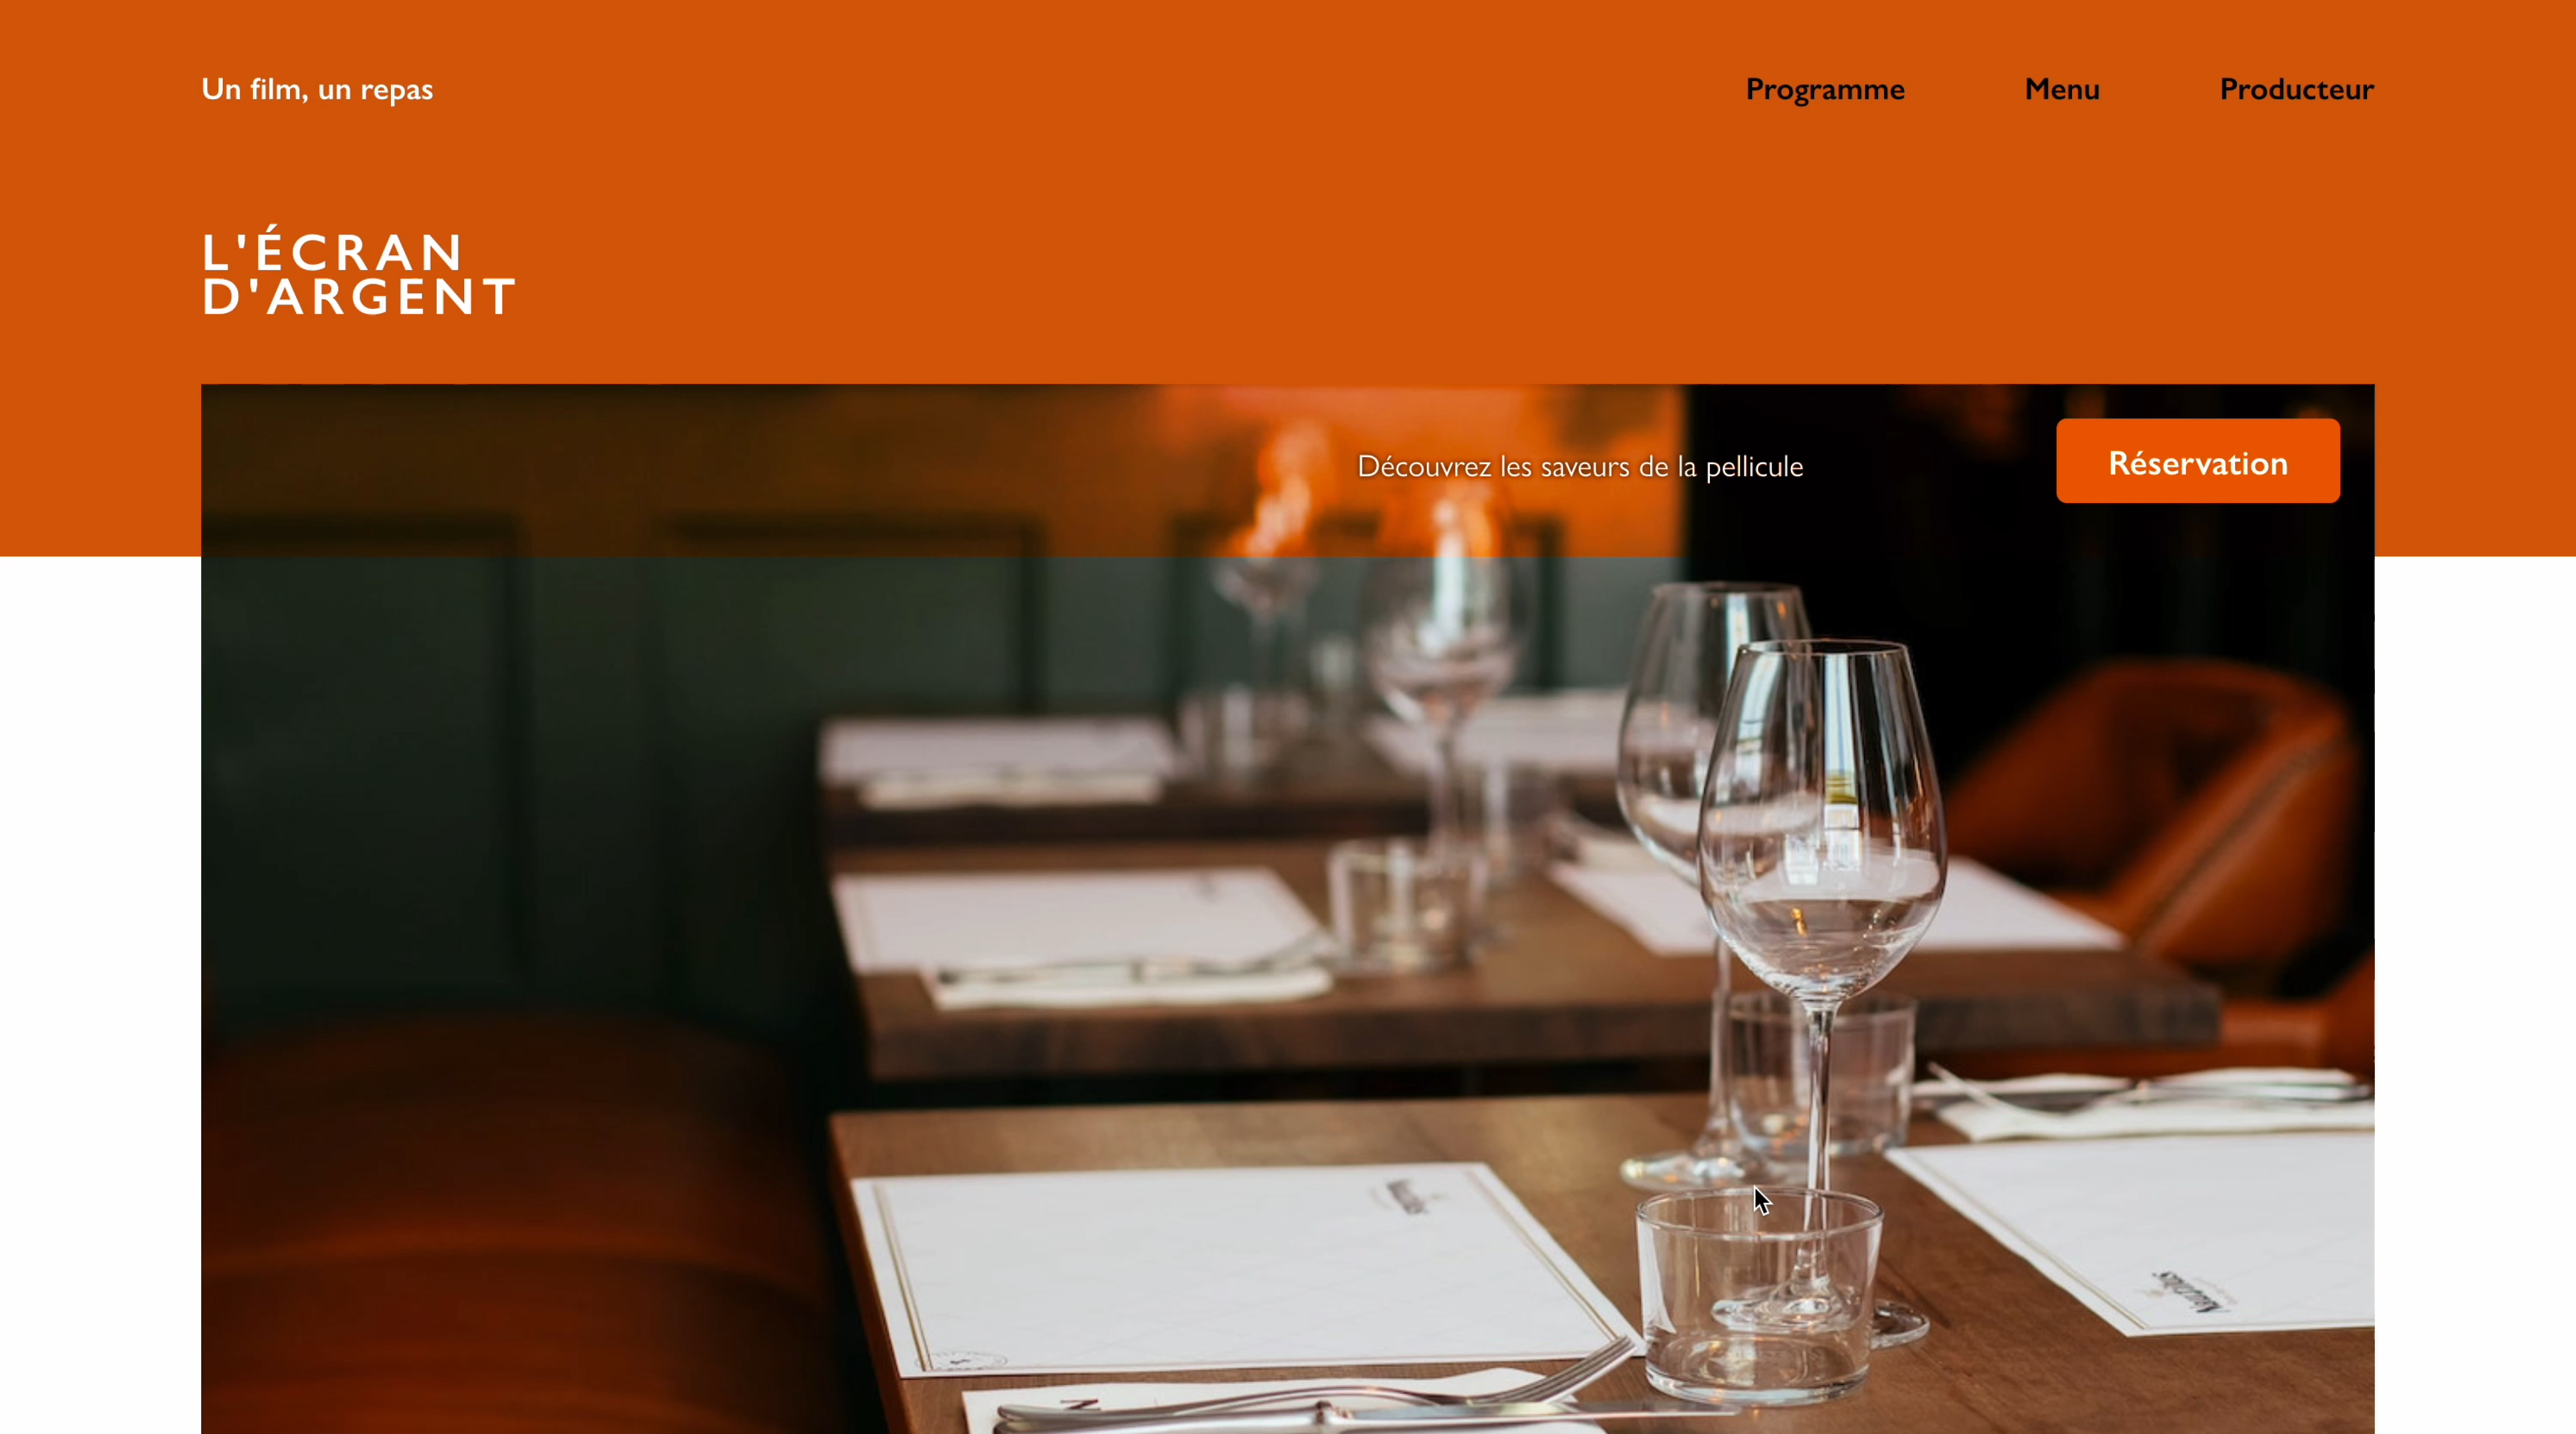 Un film, un repas
Programme
Menu
Producteur
L'ÉCRAN
D'ARGENT
Découvrez les saveurs de la pellicule
Réservation